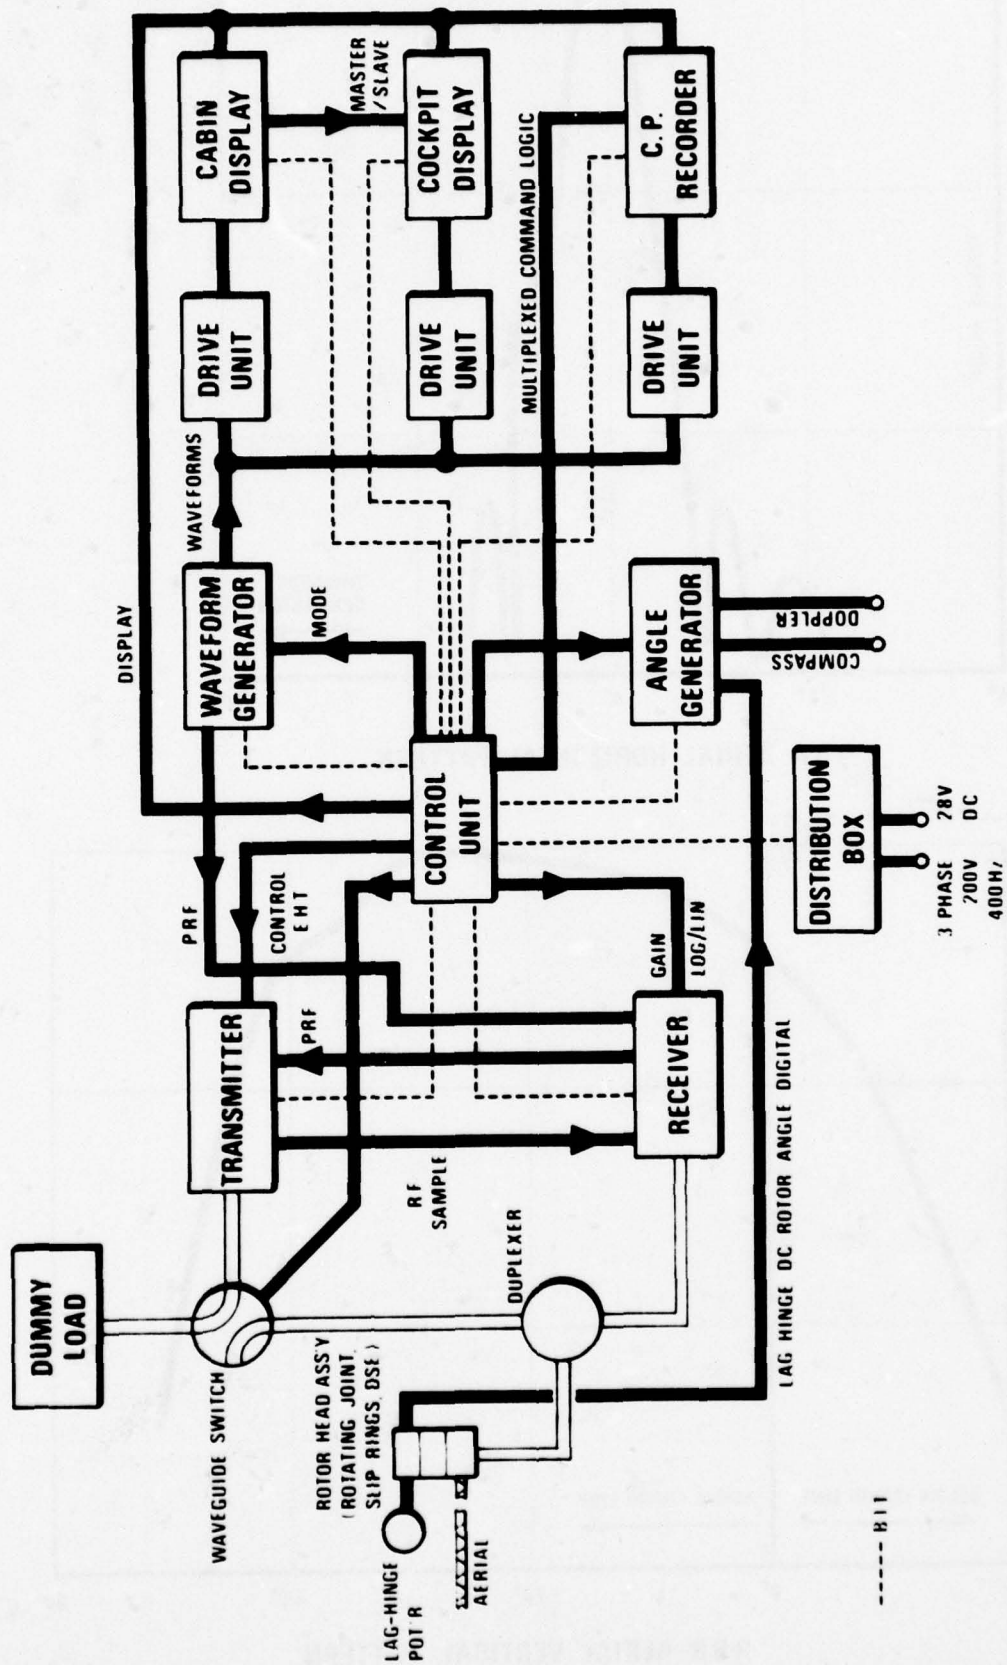 DUMMY
LOAD
WAVEGUIDE SWITCH
TRANSMITTER
PRF
CONTROL
EHT
DISPLAY
WAVEFORM
GENERATOR
MODE
WAVEFORMS
DRIVE
UNIT
CABIN
DISPLAY
MASTER
/SLAVE
COCKPIT
DISPLAY
DRIVE
UNIT
MULTIPLEXED COMMAND LOGIC
C.P.
RECORDER
DRIVE
UNIT
PRF
RF
SAMPLE
CONTROL
UNIT
GAIN
LOG/LIN
RECEIVER
DUPLEXER
ROTOR HEAD ASS'Y
(ROTATING JOINT,
SLIP RINGS, DSE)
LAG-HINGE
POT'R
AERIAL
ANGLE
GENERATOR
COMPASS
DOPPLER
LAG HINGE DC ROTOR ANGLE DIGITAL
DISTRIBUTION
BOX
3 PHASE
200V
400Hz
28V
DC
----- BIT